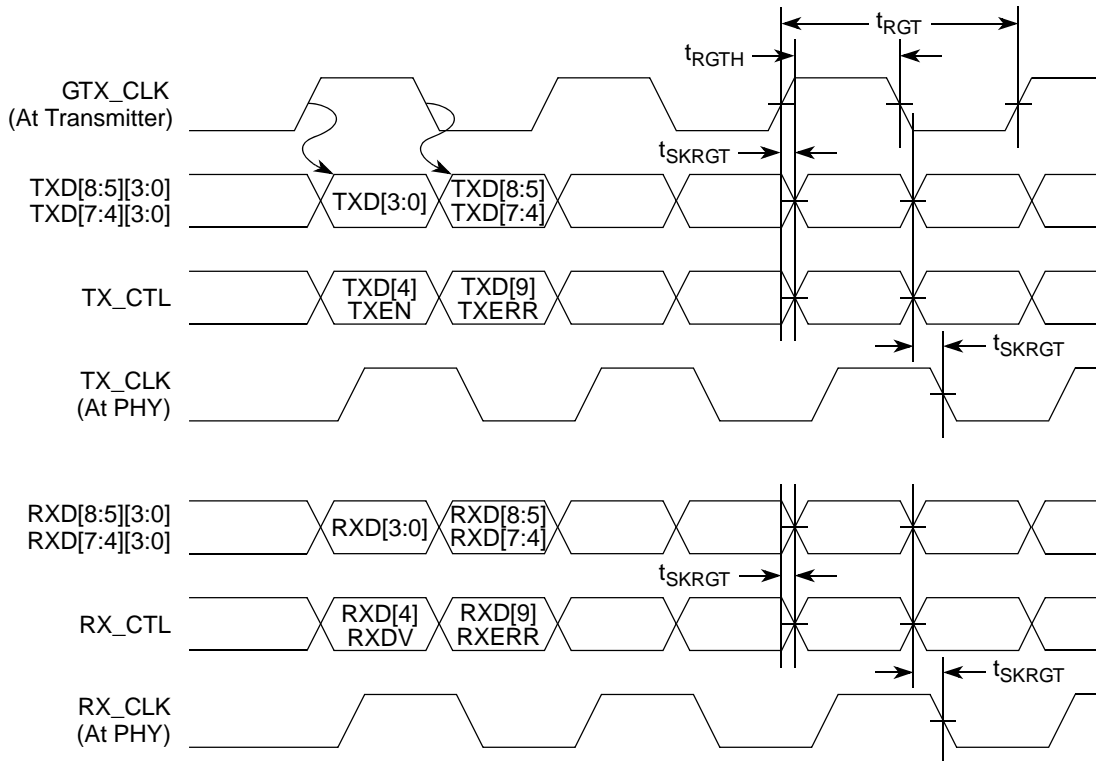 tRGT
tRGTH
GTX_CLK
(At Transmitter)
tSKRGT
TXD[8:5][3:0]
TXD[7:4][3:0]
TXD[3:0]
TXD[8:5]
TXD[7:4]
TX_CTL
TXD[4]
TXEN
TXD[9]
TXERR
tSKRGT
TX_CLK
(At PHY)
RXD[8:5][3:0]
RXD[7:4][3:0]
RXD[3:0]
RXD[8:5]
RXD[7:4]
tSKRGT
RX_CTL
RXD[4]
RXDV
RXD[9]
RXERR
tSKRGT
RX_CLK
(At PHY)